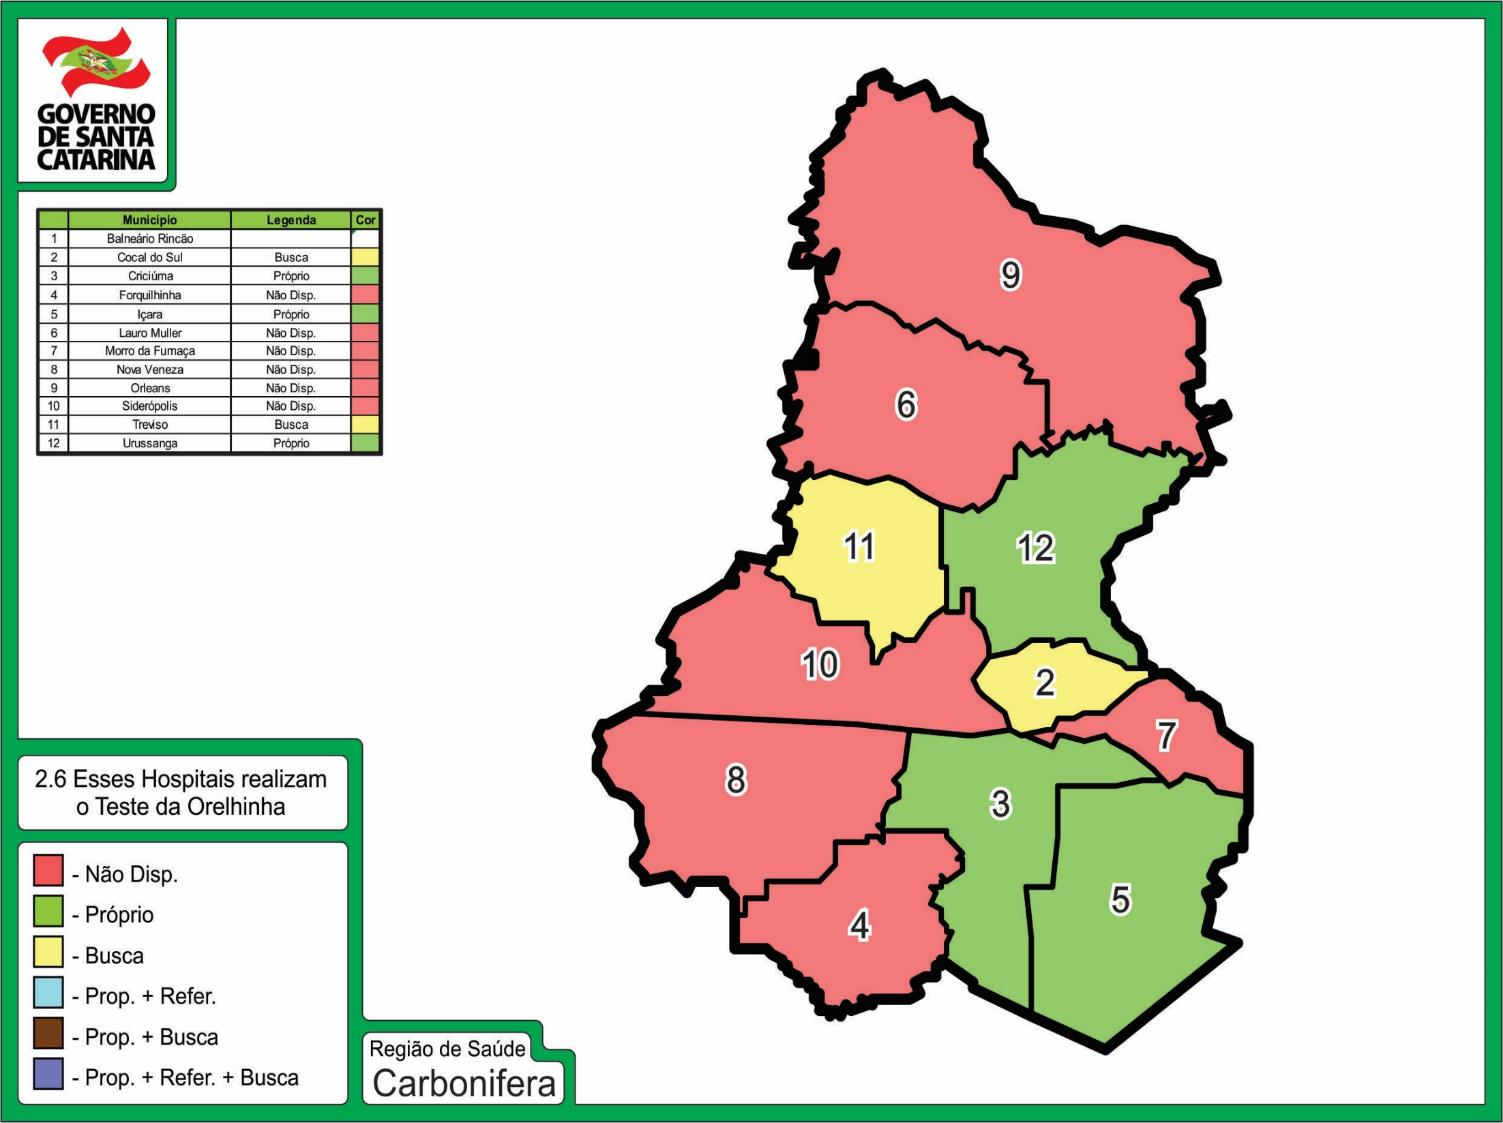 GOVERNO
DE SANTA
CATARINA
Município Legenda Cor
1 Balneário Rincão
2 Cocal do Sul Busca
3 Criciúma Próprio
4 Forquilhinha Não Disp.
5 Içara Próprio
6 Lauro Muller Não Disp.
7 Morro da Fumaça Não Disp.
8 Nova Veneza Não Disp.
9 Orleans Não Disp.
10 Siderópolis Não Disp.
11 Treviso Busca
12 Urussanga Próprio
9
6
11
12
10
2
7
8
3
5
4
2.6 Esses Hospitais realizam
o Teste da Orelhinha
- Não Disp.
- Próprio
- Busca
- Prop. + Refer.
- Prop. + Busca
- Prop. + Refer. + Busca
Região de Saúde
Carbonifera